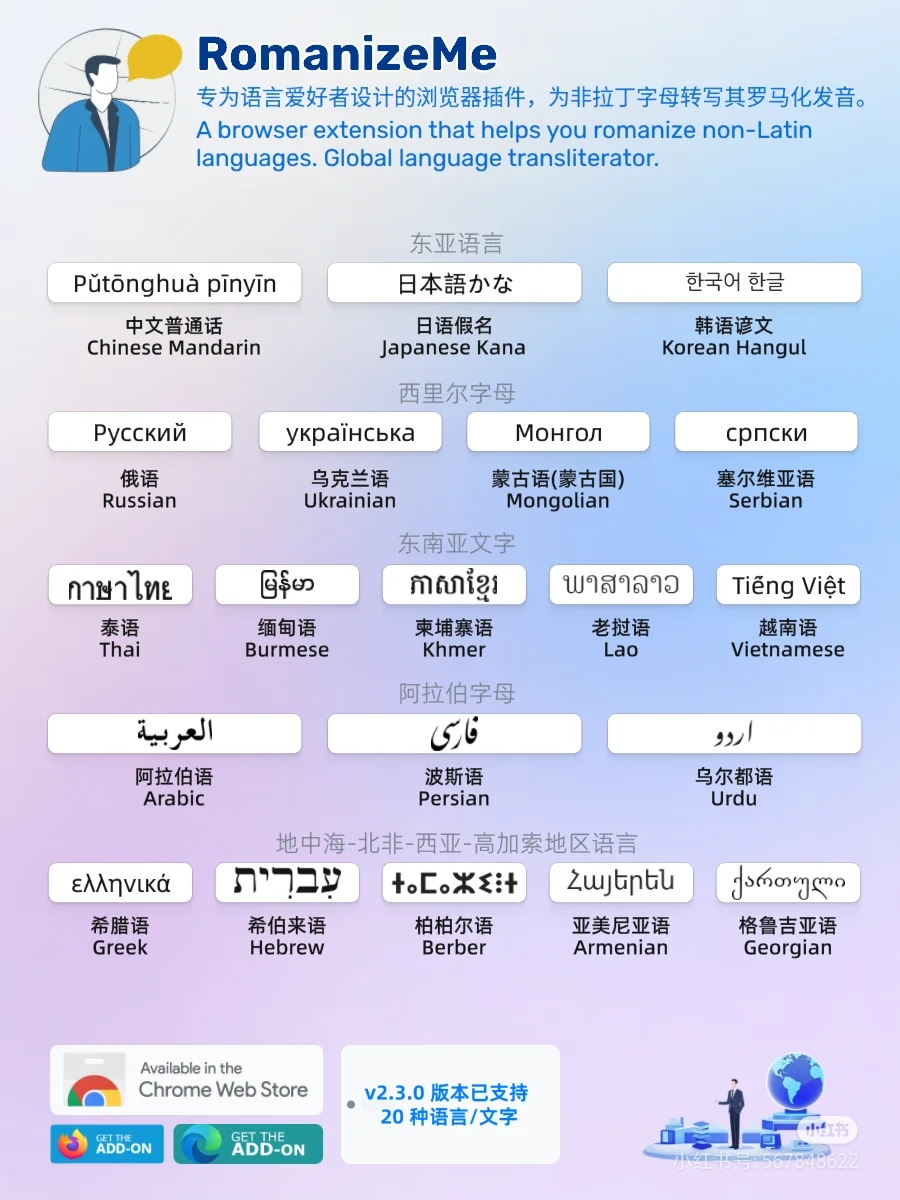 RomanizeMe
专为语言爱好者设计的浏览器插件，为非拉丁字母转写其罗马化发音。
A browser extension that helps you romanize non-Latin
languages. Global language transliterator.
东亚语言
Pǔtōnghuà pīnyīn
日本語かな
한국어 한글
中文普通话
日语假名
韩语谚文
Chinese Mandarin
Japanese Kana
Korean Hangul
西里尔字母
Русский
українська
Монгол
српски
俄语
乌克兰语
蒙古语(蒙古国)
塞尔维亚语
Russian
Ukrainian
Mongolian
Serbian
东南亚文字
ภาษาไทย
မြန်မာ
ភាសាខ្មែរ
ພາສາລາວ
Tiếng Việt
泰语
缅甸语
柬埔寨语
老挝语
越南语
Thai
Burmese
Khmer
Lao
Vietnamese
阿拉伯字母
العربية
فارسی
اردو
阿拉伯语
波斯语
乌尔都语
Arabic
Persian
Urdu
地中海-北非-西亚-高加索地区语言
ελληνικά
עִבְרִית
ⵜⴰⵎⴰⵣⵉⵖⵜ
Հայերեն
ქართული
希腊语
希伯来语
柏柏尔语
亚美尼亚语
格鲁吉亚语
Greek
Hebrew
Berber
Armenian
Georgian
Available in the
Chrome Web Store
GET THE
ADD-ON
GET THE
ADD-ON
v2.3.0 版本已支持
20 种语言/文字
小红书
小红书号: 567848622